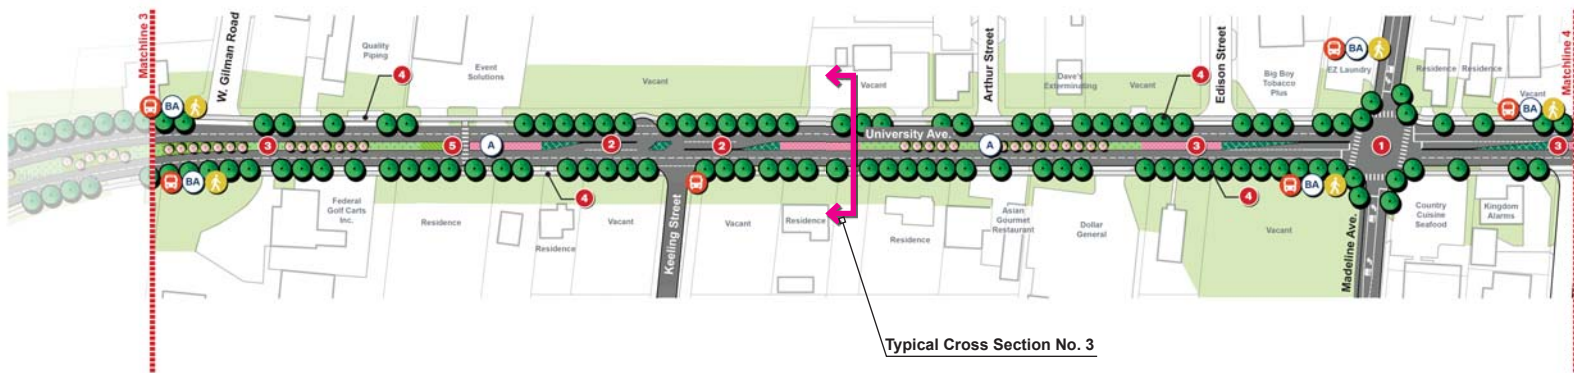 Matchline 3
W. Gilman Road
Quality
Piping
4
Event
Solutions
Vacant
Vacant
Arthur Street
Dave's
Exterminating
Vacant
4
Edison Street
Big Boy
Tobacco
Plus
BA
EZ Laundry
Residence
Residence
Vacant
BA
Matchline 4
BA
3
5
A
2
2
University Ave.
A
3
1
3
BA
Federal
Golf Carts
Inc.
Residence
Residence
4
Vacant
Keeling Street
Vacant
Residence
Residence
Asian
Gourmet
Restaurant
Dollar
General
4
Vacant
BA
Madeline Ave.
Country
Cuisine
Seafood
Kingdom
Alarms
Typical Cross Section No. 3